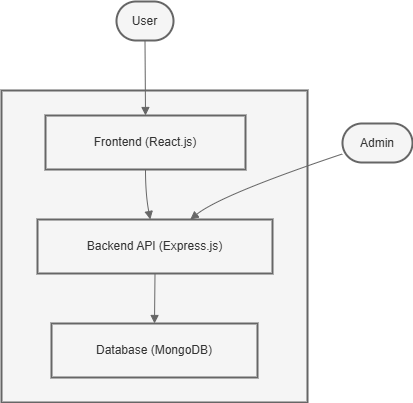 User
Frontend (React.js)
Admin
Backend API (Express.js)
Database (MongoDB)